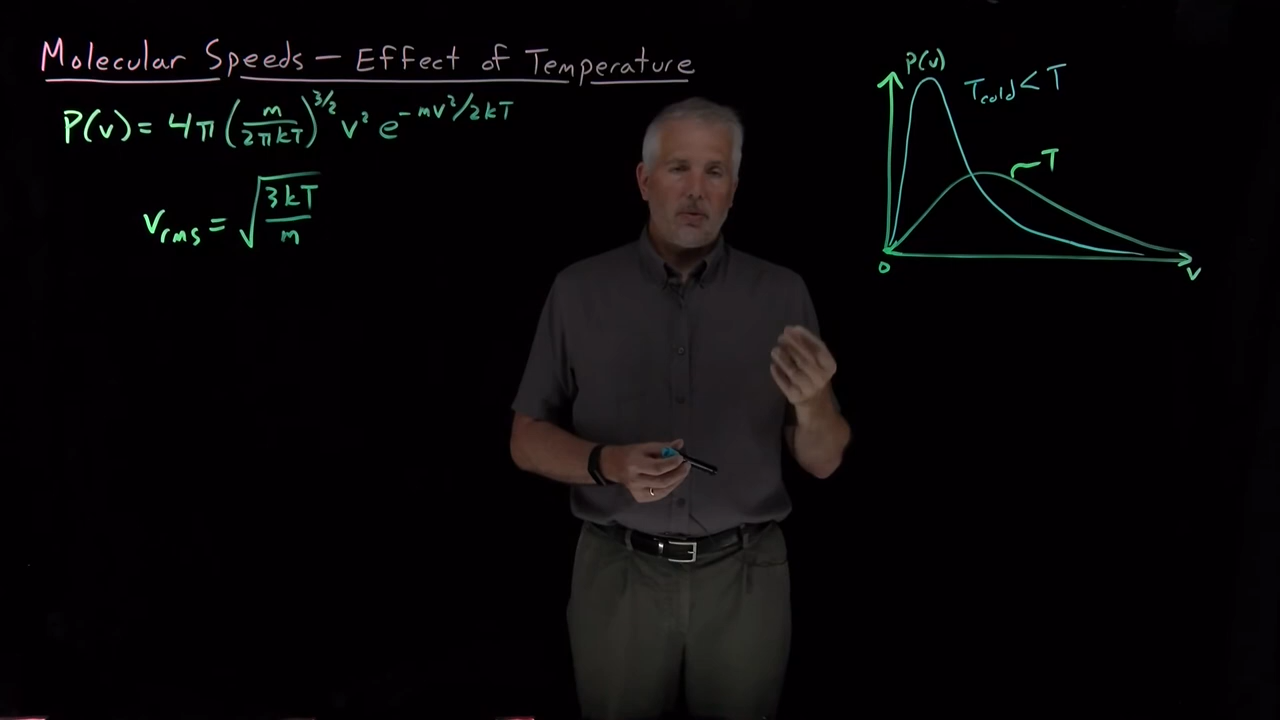 Molecular Speeds – Effect of Temperature
P(v) = 4π (m/2πkT)^3/2 v² e^-mv²/2kT
v_rms = √(3kT/m)
P(v)
T_cold < T
T
0
v